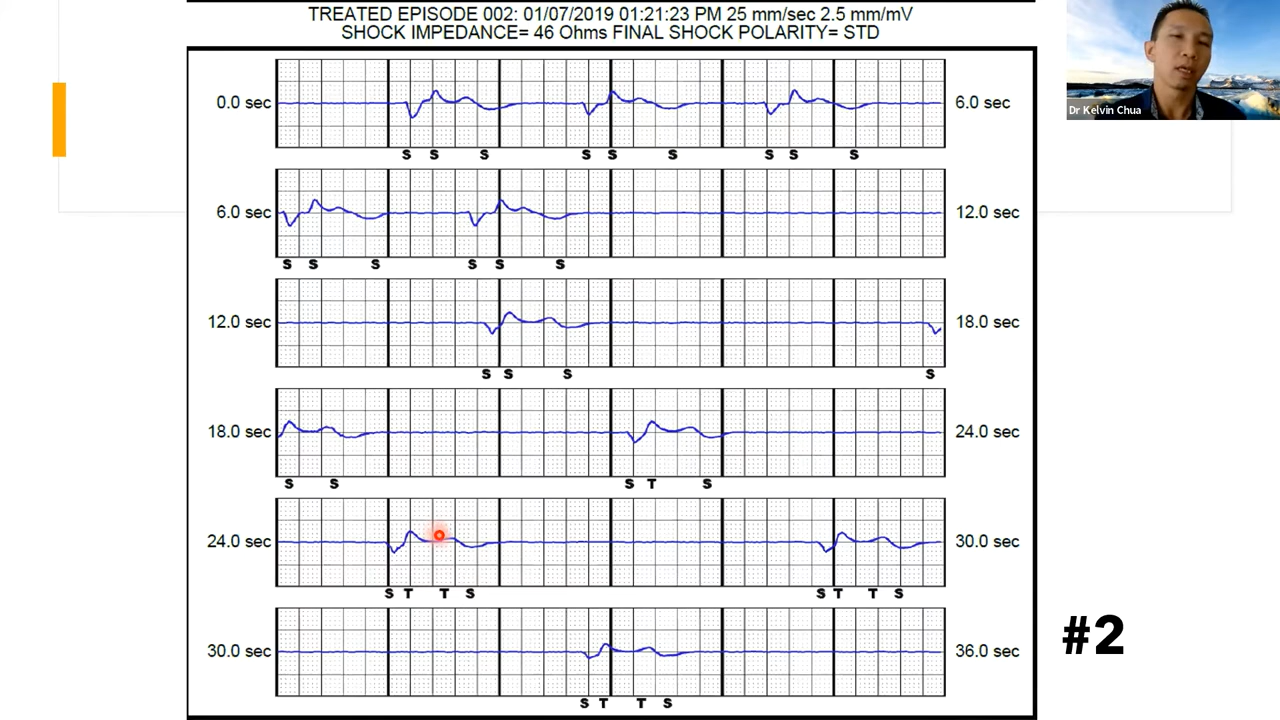 TREATED EPISODE 002: 01/07/2019 01:21:23 PM 25 mm/sec 2.5 mm/mV
SHOCK IMPEDANCE= 46 Ohms FINAL SHOCK POLARITY= STD
Dr Kelvin Chua
0.0 sec 6.0 sec
S S S S S S S S S
6.0 sec 12.0 sec
S S S S S S
12.0 sec 18.0 sec
S S S S
18.0 sec 24.0 sec
S S S T S
24.0 sec 30.0 sec
S T T S S T T S
30.0 sec 36.0 sec
S T T S
#2